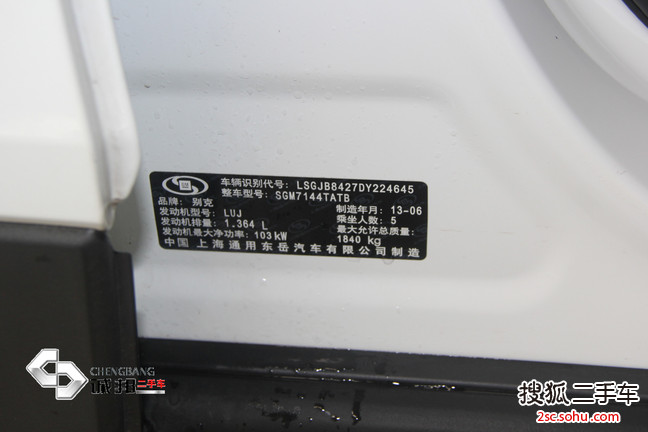 车辆识别代号: LSGJB8427DY224645
整车型号: SGM7144TATB
品牌: 别克
制造年月: 13-06
发动机型号: LUJ
乘坐人数: 5
发动机排量: 1.364 L
最大允许总质量:
1840 kg
发动机最大净功率: 103 kW
中国 上海通用东岳汽车有限公司制造
CHENGBANG
诚邦二手车
搜狐二手车
2sc.sohu.com